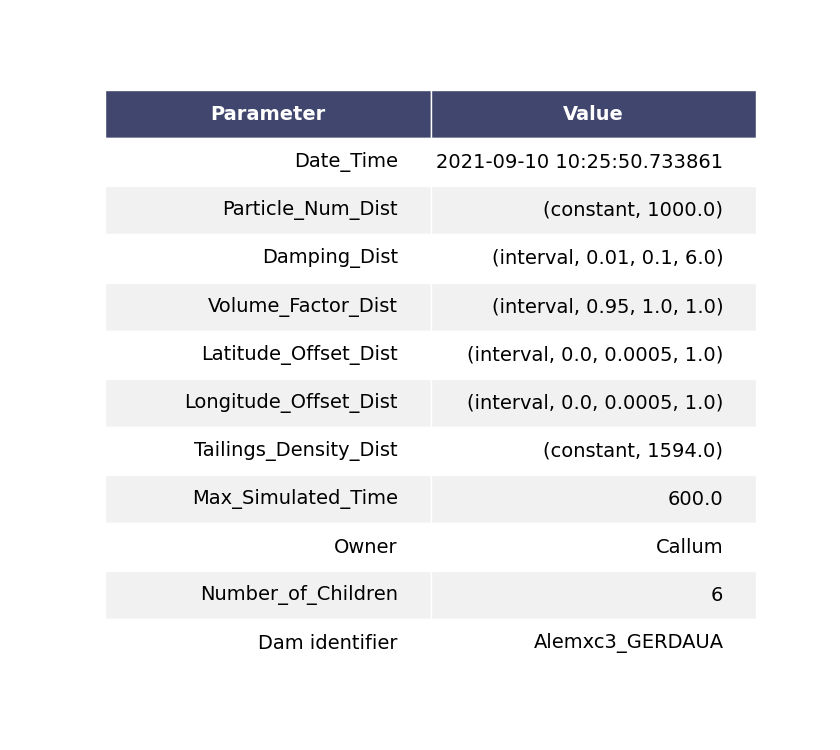 Parameter Value
Date_Time 2021-09-10 10:25:50.733861
Particle_Num_Dist (constant, 1000.0)
Damping_Dist (interval, 0.01, 0.1, 6.0)
Volume_Factor_Dist (interval, 0.95, 1.0, 1.0)
Latitude_Offset_Dist (interval, 0.0, 0.0005, 1.0)
Longitude_Offset_Dist (interval, 0.0, 0.0005, 1.0)
Tailings_Density_Dist (constant, 1594.0)
Max_Simulated_Time 600.0
Owner Callum
Number_of_Children 6
Dam identifier Alemxc3_GERDAUA